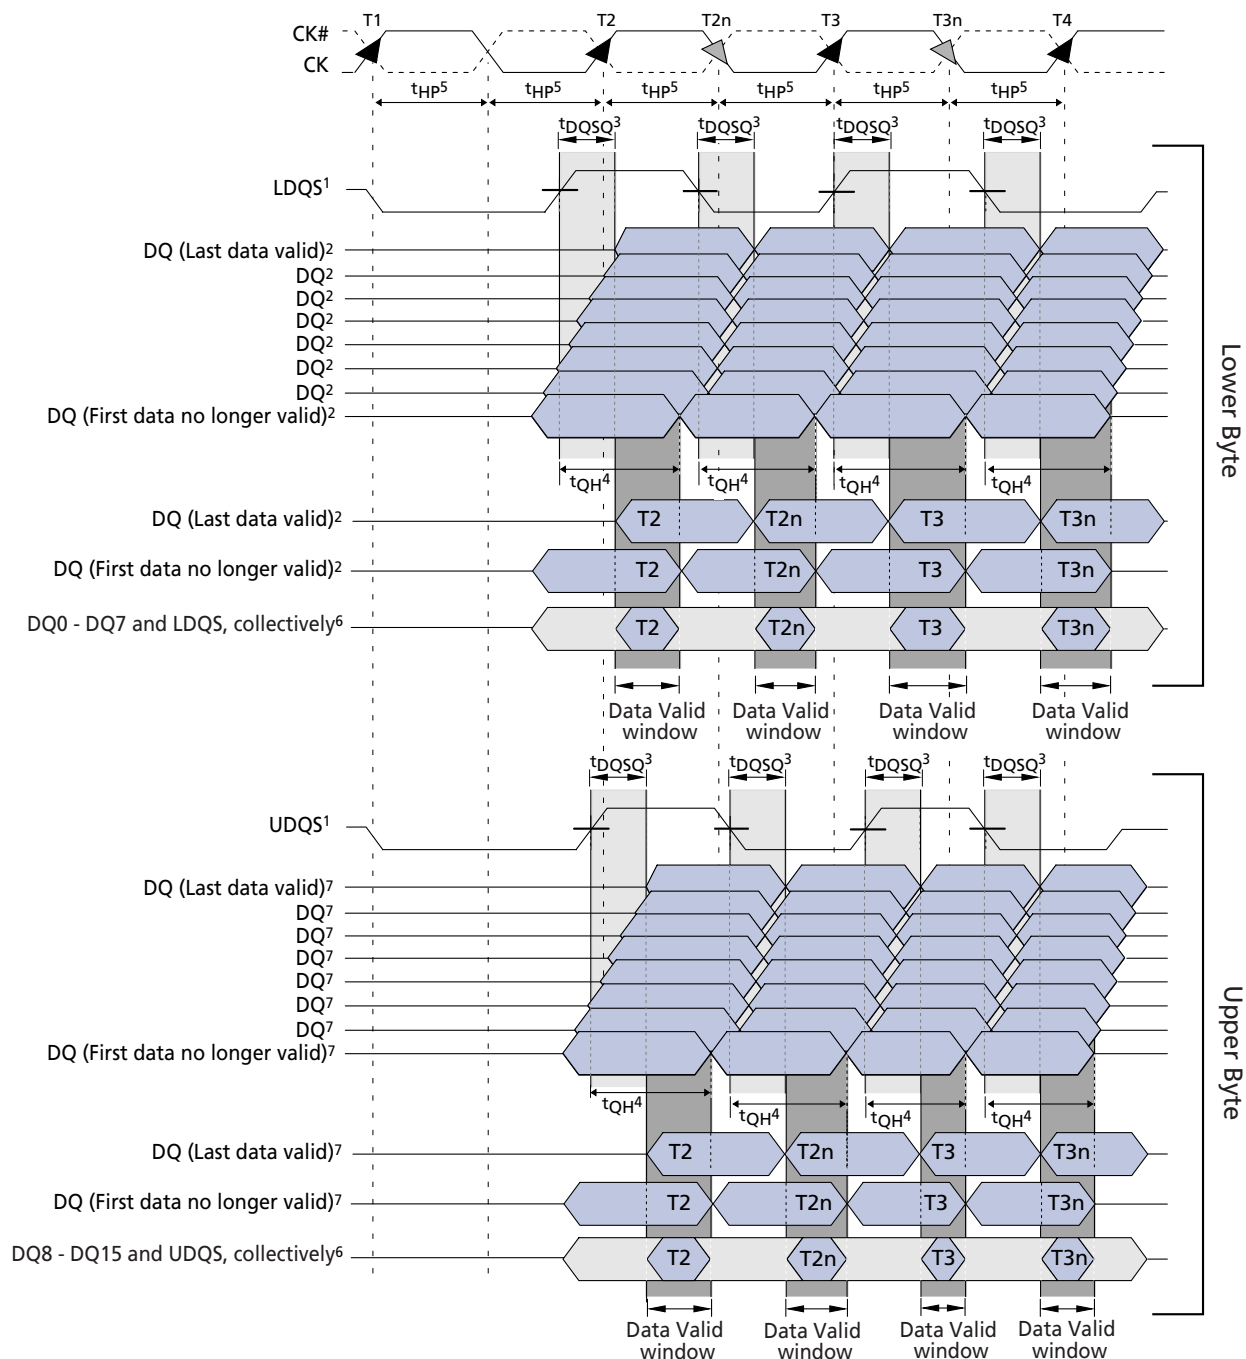 T1 T2 T2n T3 T3n T4
CK#
CK
tHP5 tHP5 tHP5 tHP5 tHP5 tHP5
tDQSQ3 tDQSQ3 tDQSQ3 tDQSQ3
LDQS1
DQ (Last data valid)2
DQ2
DQ2
DQ2
DQ2
DQ2
DQ2
DQ (First data no longer valid)2
tQH4 tQH4 tQH4 tQH4
DQ (Last data valid)2 T2 T2n T3 T3n
DQ (First data no longer valid)2 T2 T2n T3 T3n
DQ0 - DQ7 and LDQS, collectively6 T2 T2n T3 T3n
Data Valid window Data Valid window Data Valid window Data Valid window
Lower Byte
tDQSQ3 tDQSQ3 tDQSQ3 tDQSQ3
UDQS1
DQ (Last data valid)7
DQ7
DQ7
DQ7
DQ7
DQ7
DQ7
DQ (First data no longer valid)7
tQH4 tQH4 tQH4 tQH4
DQ (Last data valid)7 T2 T2n T3 T3n
DQ (First data no longer valid)7 T2 T2n T3 T3n
DQ8 - DQ15 and UDQS, collectively6 T2 T2n T3 T3n
Data Valid window Data Valid window Data Valid window Data Valid window
Upper Byte